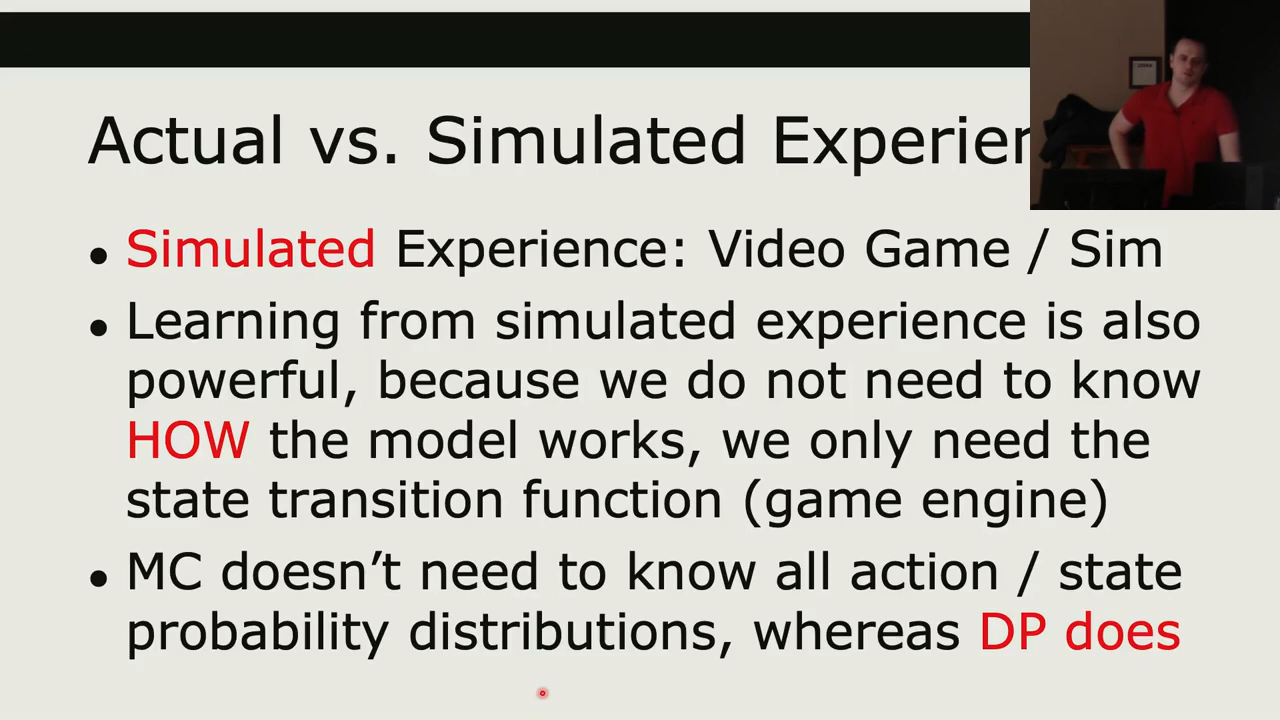 Actual vs. Simulated Experien
• Simulated Experience: Video Game / Sim
• Learning from simulated experience is also
powerful, because we do not need to know
HOW the model works, we only need the
state transition function (game engine)
• MC doesn’t need to know all action / state
probability distributions, whereas DP does